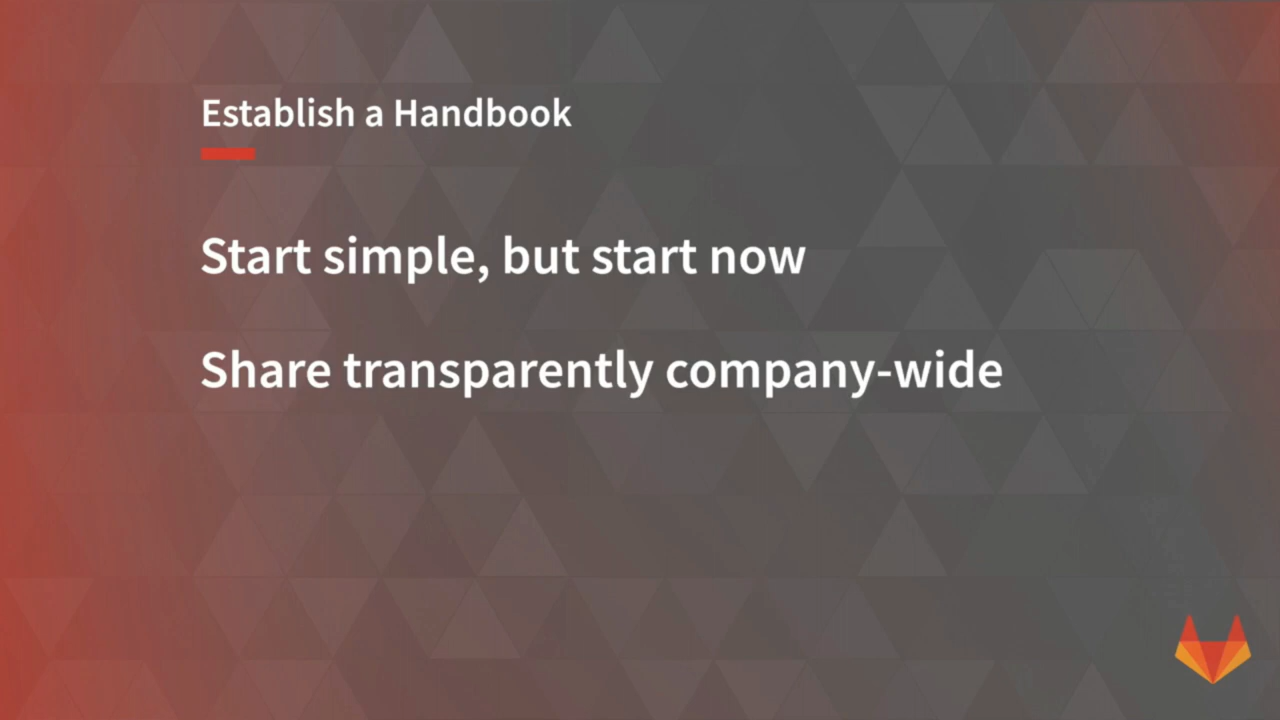 Establish a Handbook
Start simple, but start now
Share transparently company-wide